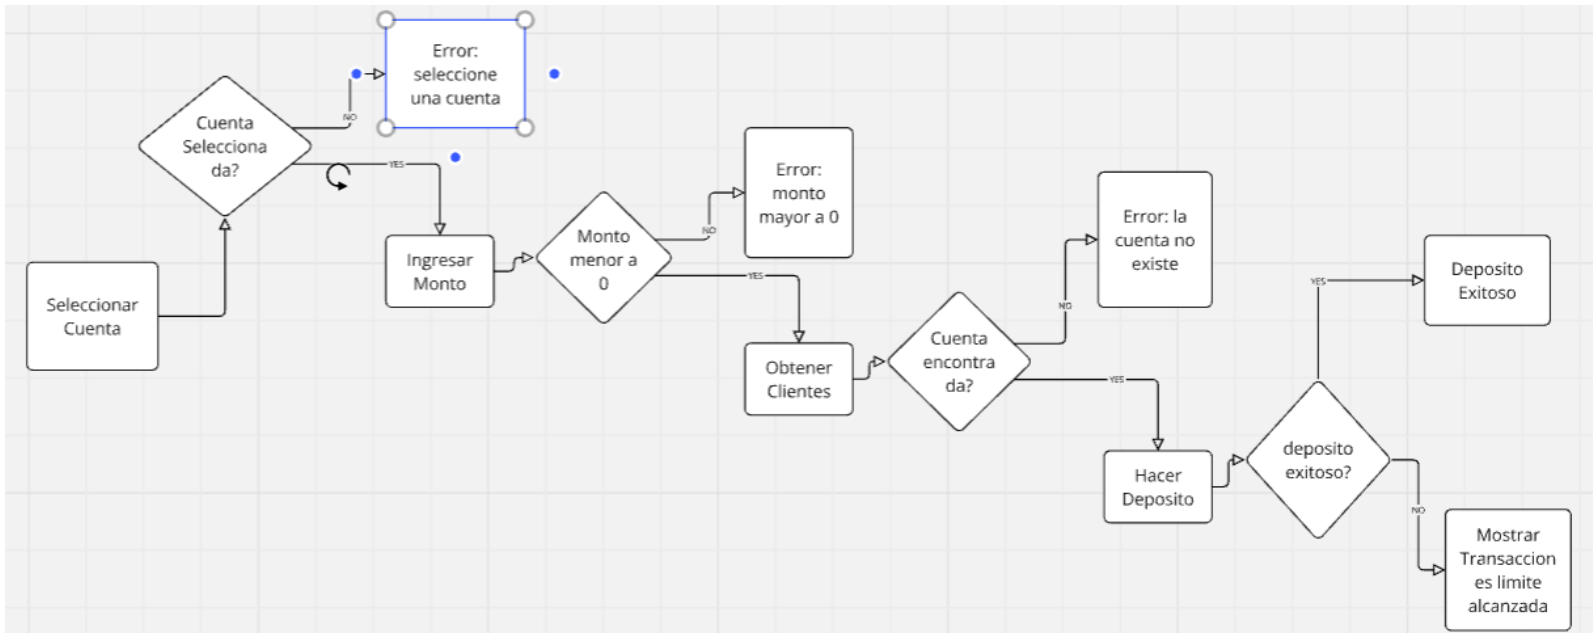 Seleccionar
Cuenta
Cuenta
Selecciona
da?
NO
YES
Error:
seleccione
una cuenta
Ingresar
Monto
Monto
menor a
0
NO
YES
Error:
monto
mayor a 0
Obtener
Clientes
Cuenta
encontra
da?
NO
YES
Error: la
cuenta no
existe
Hacer
Deposito
deposito
exitoso?
YES
NO
Deposito
Exitoso
Mostrar
Transaccion
es limite
alcanzada